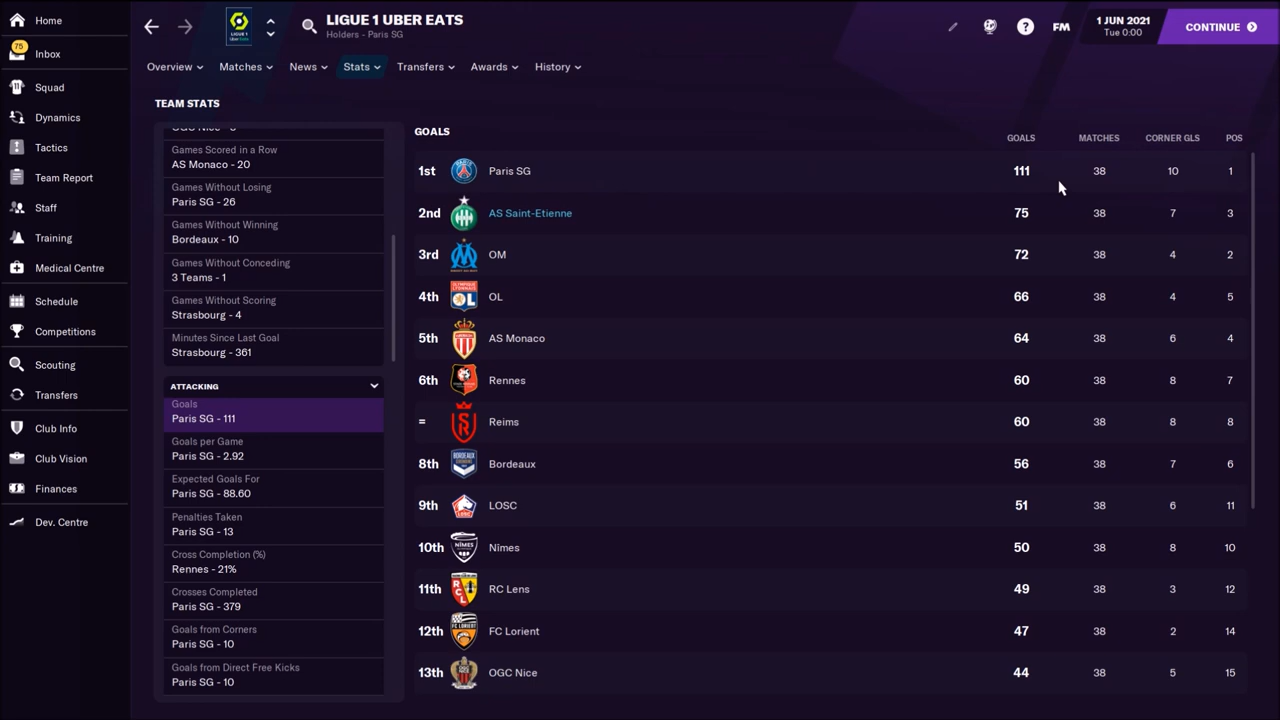 Home
75
Inbox
Squad
Dynamics
Tactics
Team Report
Staff
Training
Medical Centre
Schedule
Competitions
Scouting
Transfers
Club Info
Club Vision
Finances
Dev. Centre
LIGUE 1 UBER EATS
Holders - Paris SG
?
FM
1 JUN 2021
Tue 0:00
CONTINUE
Overview
Matches
News
Stats
Transfers
Awards
History
TEAM STATS
Games Scored in a Row
AS Monaco - 20
Games Without Losing
Paris SG - 26
Games Without Winning
Bordeaux - 10
Games Without Conceding
3 Teams - 1
Games Without Scoring
Strasbourg - 4
Minutes Since Last Goal
Strasbourg - 361
ATTACKING
Goals
Paris SG - 111
Goals per Game
Paris SG - 2.92
Expected Goals For
Paris SG - 88.60
Penalties Taken
Paris SG - 13
Cross Completion (%)
Rennes - 21%
Crosses Completed
Paris SG - 379
Goals from Corners
Paris SG - 10
Goals from Direct Free Kicks
Paris SG - 10
GOALS
GOALS MATCHES CORNER GLS POS
1st Paris SG 111 38 10 1
2nd AS Saint-Etienne 75 38 7 3
3rd OM 72 38 4 2
4th OL 66 38 4 5
5th AS Monaco 64 38 6 4
6th Rennes 60 38 8 7
= Reims 60 38 8 8
8th Bordeaux 56 38 7 6
9th LOSC 51 38 6 11
10th Nîmes 50 38 8 10
11th RC Lens 49 38 3 12
12th FC Lorient 47 38 2 14
13th OGC Nice 44 38 5 15